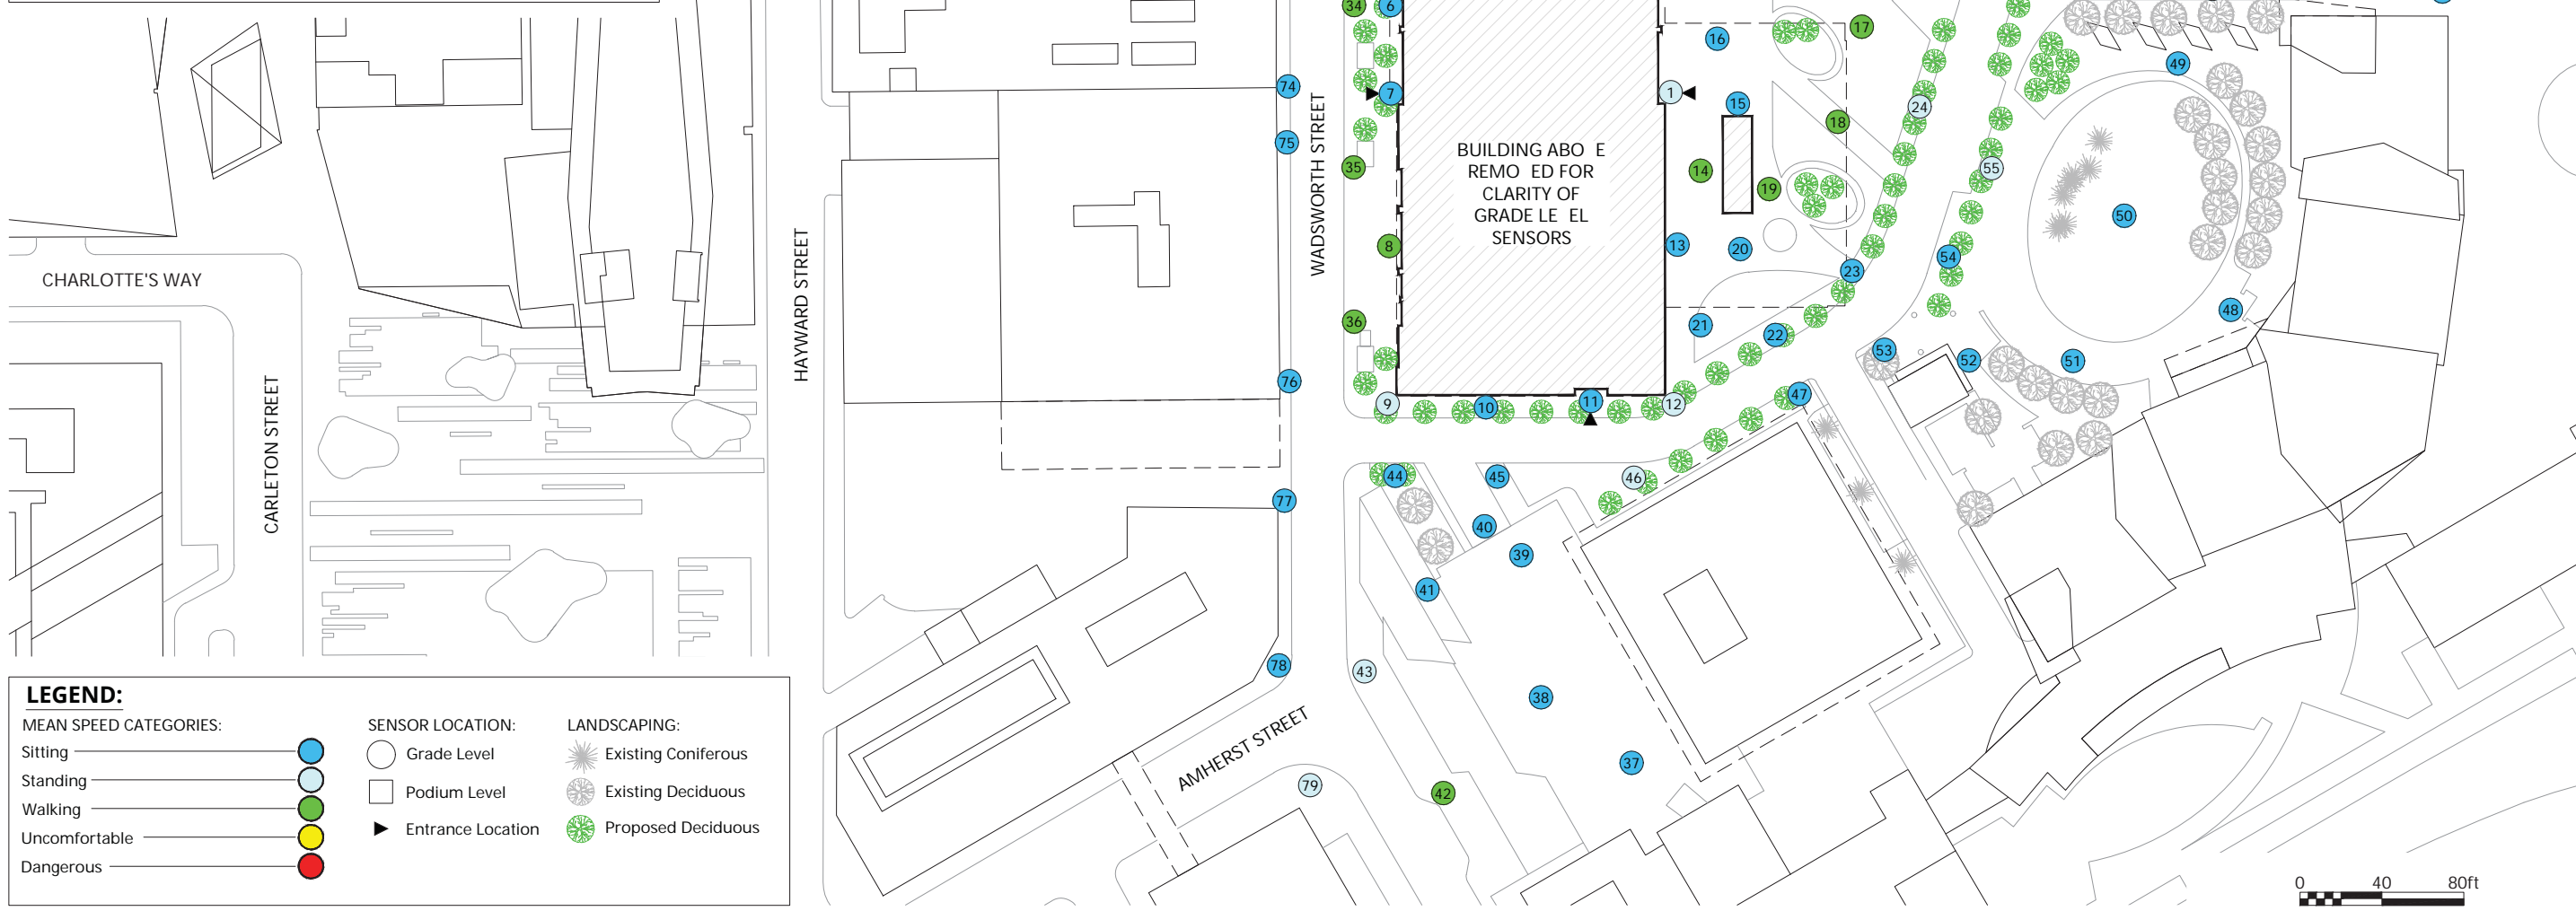 34
6
17
16
49
74
7
1
15
24
18
75
WADSWORTH STREET
BUILDING ABO E
REMO ED FOR
CLARITY OF
GRADE LE EL
SENSORS
35
14
19
55
50
8
13
20
54
23
CHARLOTTE'S WAY
HAYWARD STREET
36
21
22
48
53
52
51
76
9
10
11
12
47
CARLETON STREET
44
45
46
77
40
39
41
78
43
38
37
AMHERST STREET
79
42
LEGEND:
MEAN SPEED CATEGORIES:
Sitting
Standing
Walking
Uncomfortable
Dangerous
SENSOR LOCATION:
Grade Level
Podium Level
Entrance Location
LANDSCAPING:
Existing Coniferous
Existing Deciduous
Proposed Deciduous
0 40 80ft